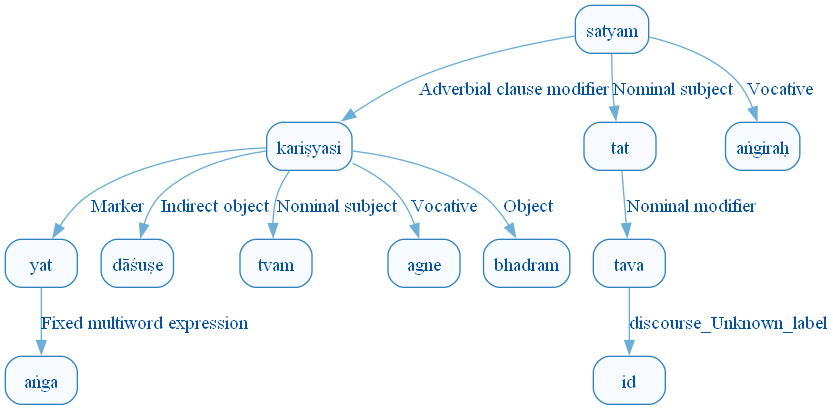 satyam
Adverbial clause modifier Nominal subject Vocative
kariṣyasi tat aṅgiraḥ
Marker Indirect object Nominal subject Vocative Object Nominal modifier
yat dāśuṣe tvam agne bhadram tava
Fixed multiword expression discourse_Unknown_label
aṅga id